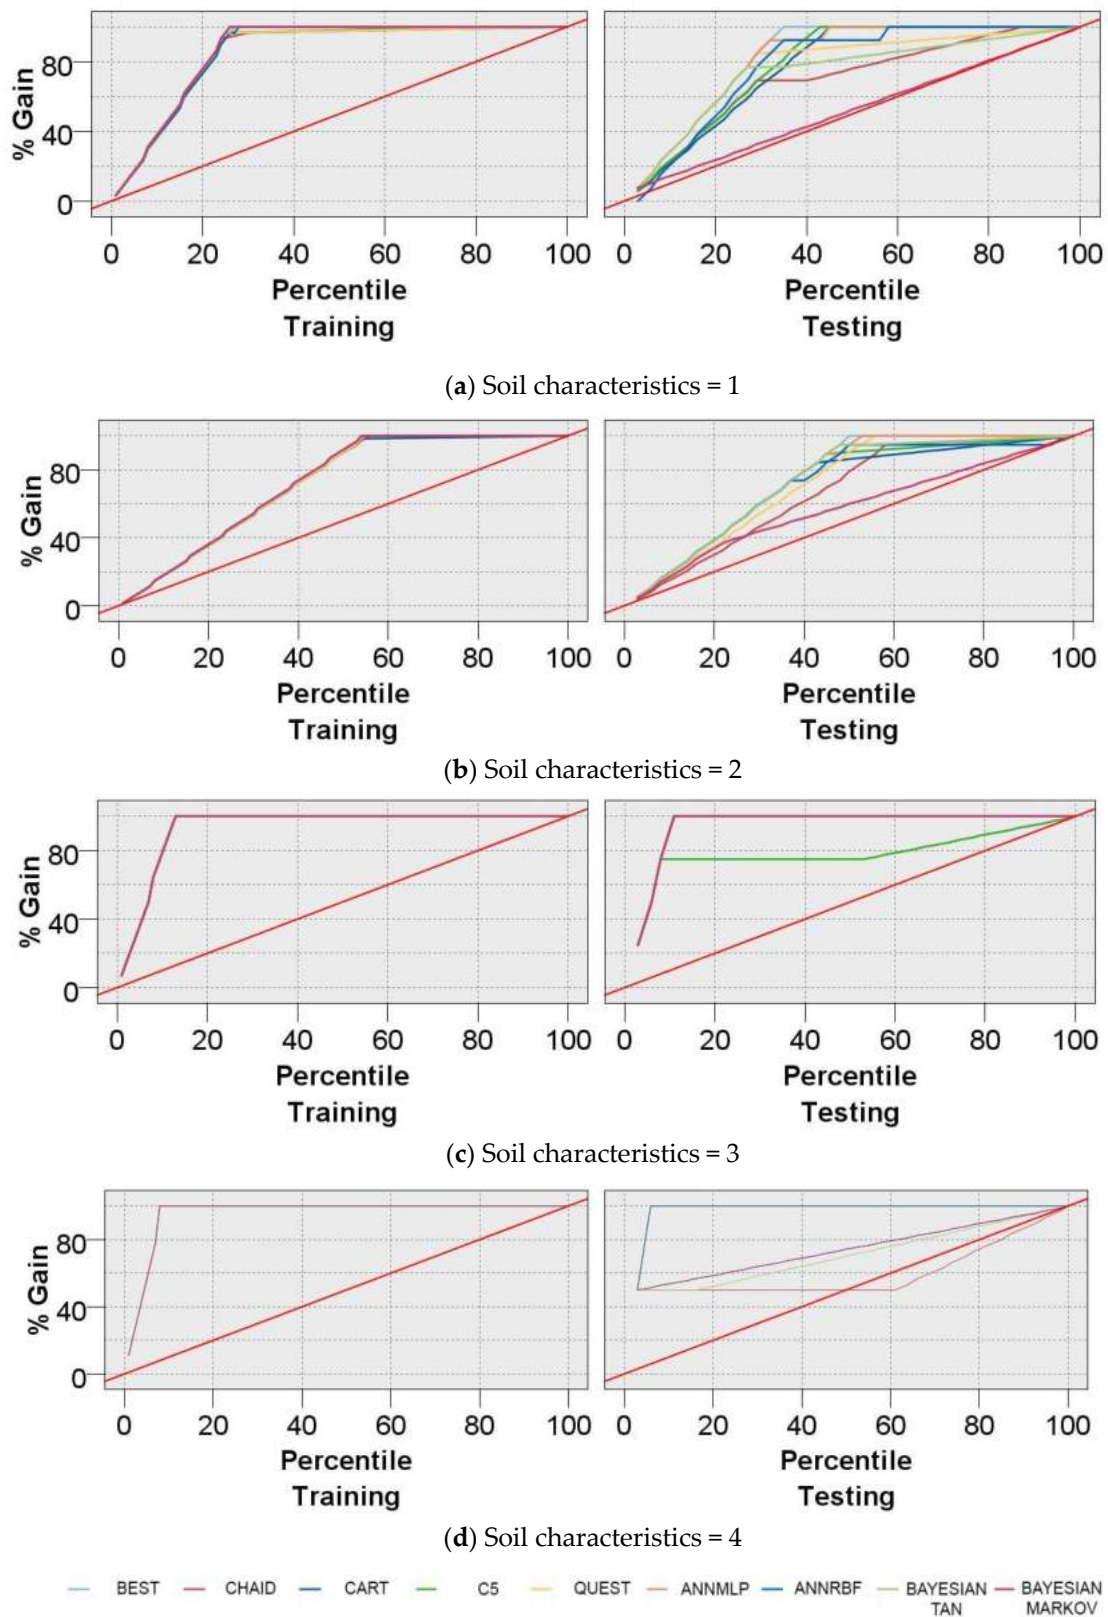 % Gain
80
40
0
0 20 40 60 80 100
0 20 40 60 80 100
Percentile
Training
Percentile
Testing
(a) Soil characteristics = 1
% Gain
80
40
0
0 20 40 60 80 100
0 20 40 60 80 100
Percentile
Training
Percentile
Testing
(b) Soil characteristics = 2
% Gain
80
40
0
0 20 40 60 80 100
0 20 40 60 80 100
Percentile
Training
Percentile
Testing
(c) Soil characteristics = 3
% Gain
80
40
0
0 20 40 60 80 100
0 20 40 60 80 100
Percentile
Training
Percentile
Testing
(d) Soil characteristics = 4
BEST
CHAID
CART
C5
QUEST
ANNMLP
ANNRBF
BAYESIAN
TAN
BAYESIAN
MARKOV